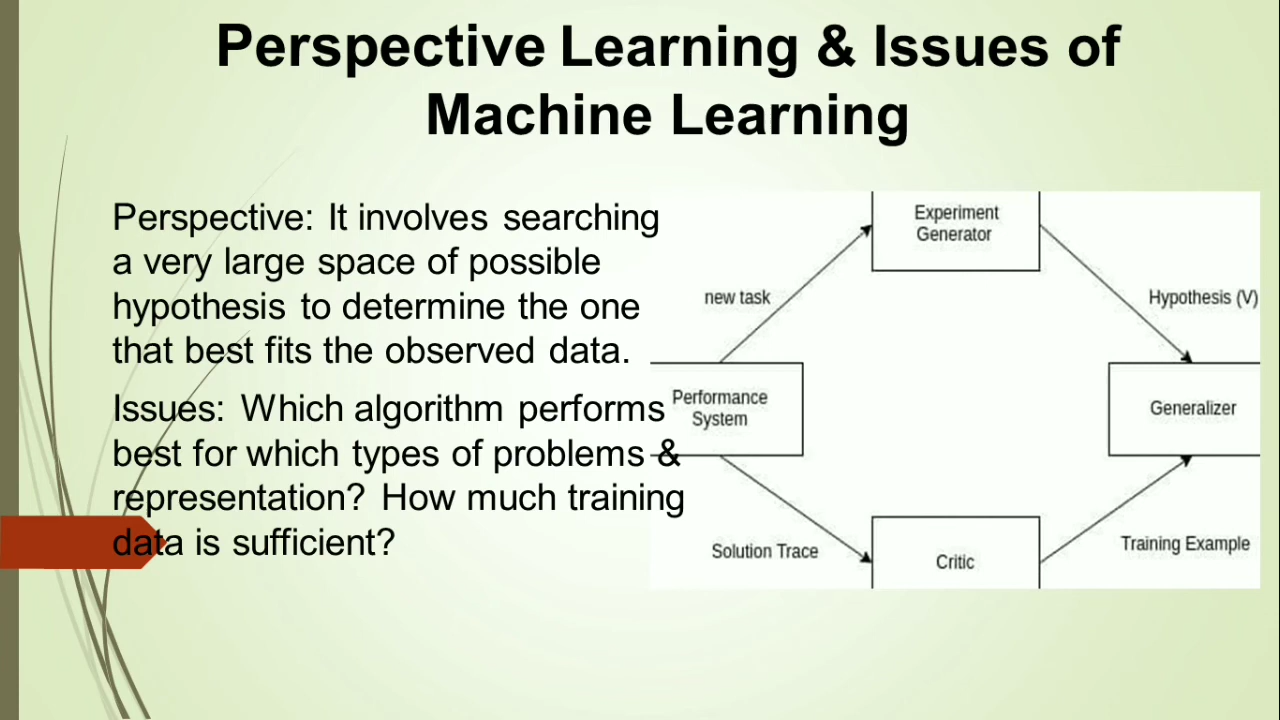 Perspective Learning & Issues of
Machine Learning
Perspective: It involves searching
a very large space of possible
hypothesis to determine the one
that best fits the observed data.
Issues: Which algorithm performs
best for which types of problems &
representation? How much training
data is sufficient?
Experiment
Generator
new task
Hypothesis (V)
Performance
System
Generalizer
Solution Trace
Training Example
Critic